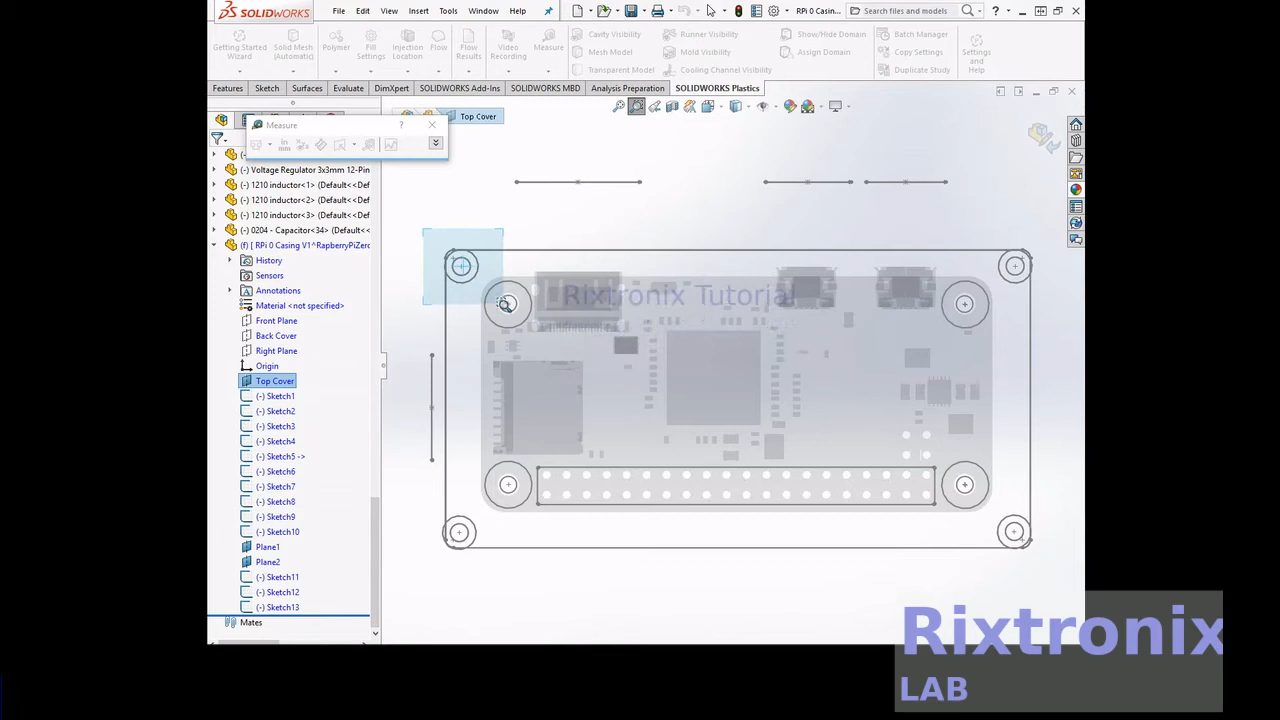 SOLIDWORKS File Edit View Insert Tools Window Help RPi 0 Casin... Search files and models
Getting Started Wizard
Solid Mesh (Automatic)
Polymer
Fill Settings
Injection Location
Flow
Flow Results
Video Recording
Measure
Cavity Visibility
Mesh Model
Transparent Model
Runner Visibility
Mold Visibility
Cooling Channel Visibility
Show/Hide Domain
Assign Domain
Batch Manager
Copy Settings
Duplicate Study
Settings and Help
Features Sketch Surfaces Evaluate DimXpert SOLIDWORKS Add-Ins SOLIDWORKS MBD Analysis Preparation SOLIDWORKS Plastics
Top Cover
Measure ?
in
mm
(-) Voltage Regulator 3x3mm 12-Pin
(-) 1210 inductor<1> (Default<<Def
(-) 1210 inductor<2> (Default<<Def
(-) 1210 inductor<3> (Default<<Def
(-) 0204 - Capacitor<34> (Default<<D
(f) [ RPi 0 Casing V1^RapberryPiZero
History
Sensors
Annotations
Material <not specified>
Front Plane
Back Cover
Right Plane
Origin
Top Cover
(-) Sketch1
(-) Sketch2
(-) Sketch3
(-) Sketch4
(-) Sketch5 ->
(-) Sketch6
(-) Sketch7
(-) Sketch8
(-) Sketch9
(-) Sketch10
Plane1
Plane2
(-) Sketch11
(-) Sketch12
(-) Sketch13
Mates
Rixtronix Tutorial
Rixtronix
LAB